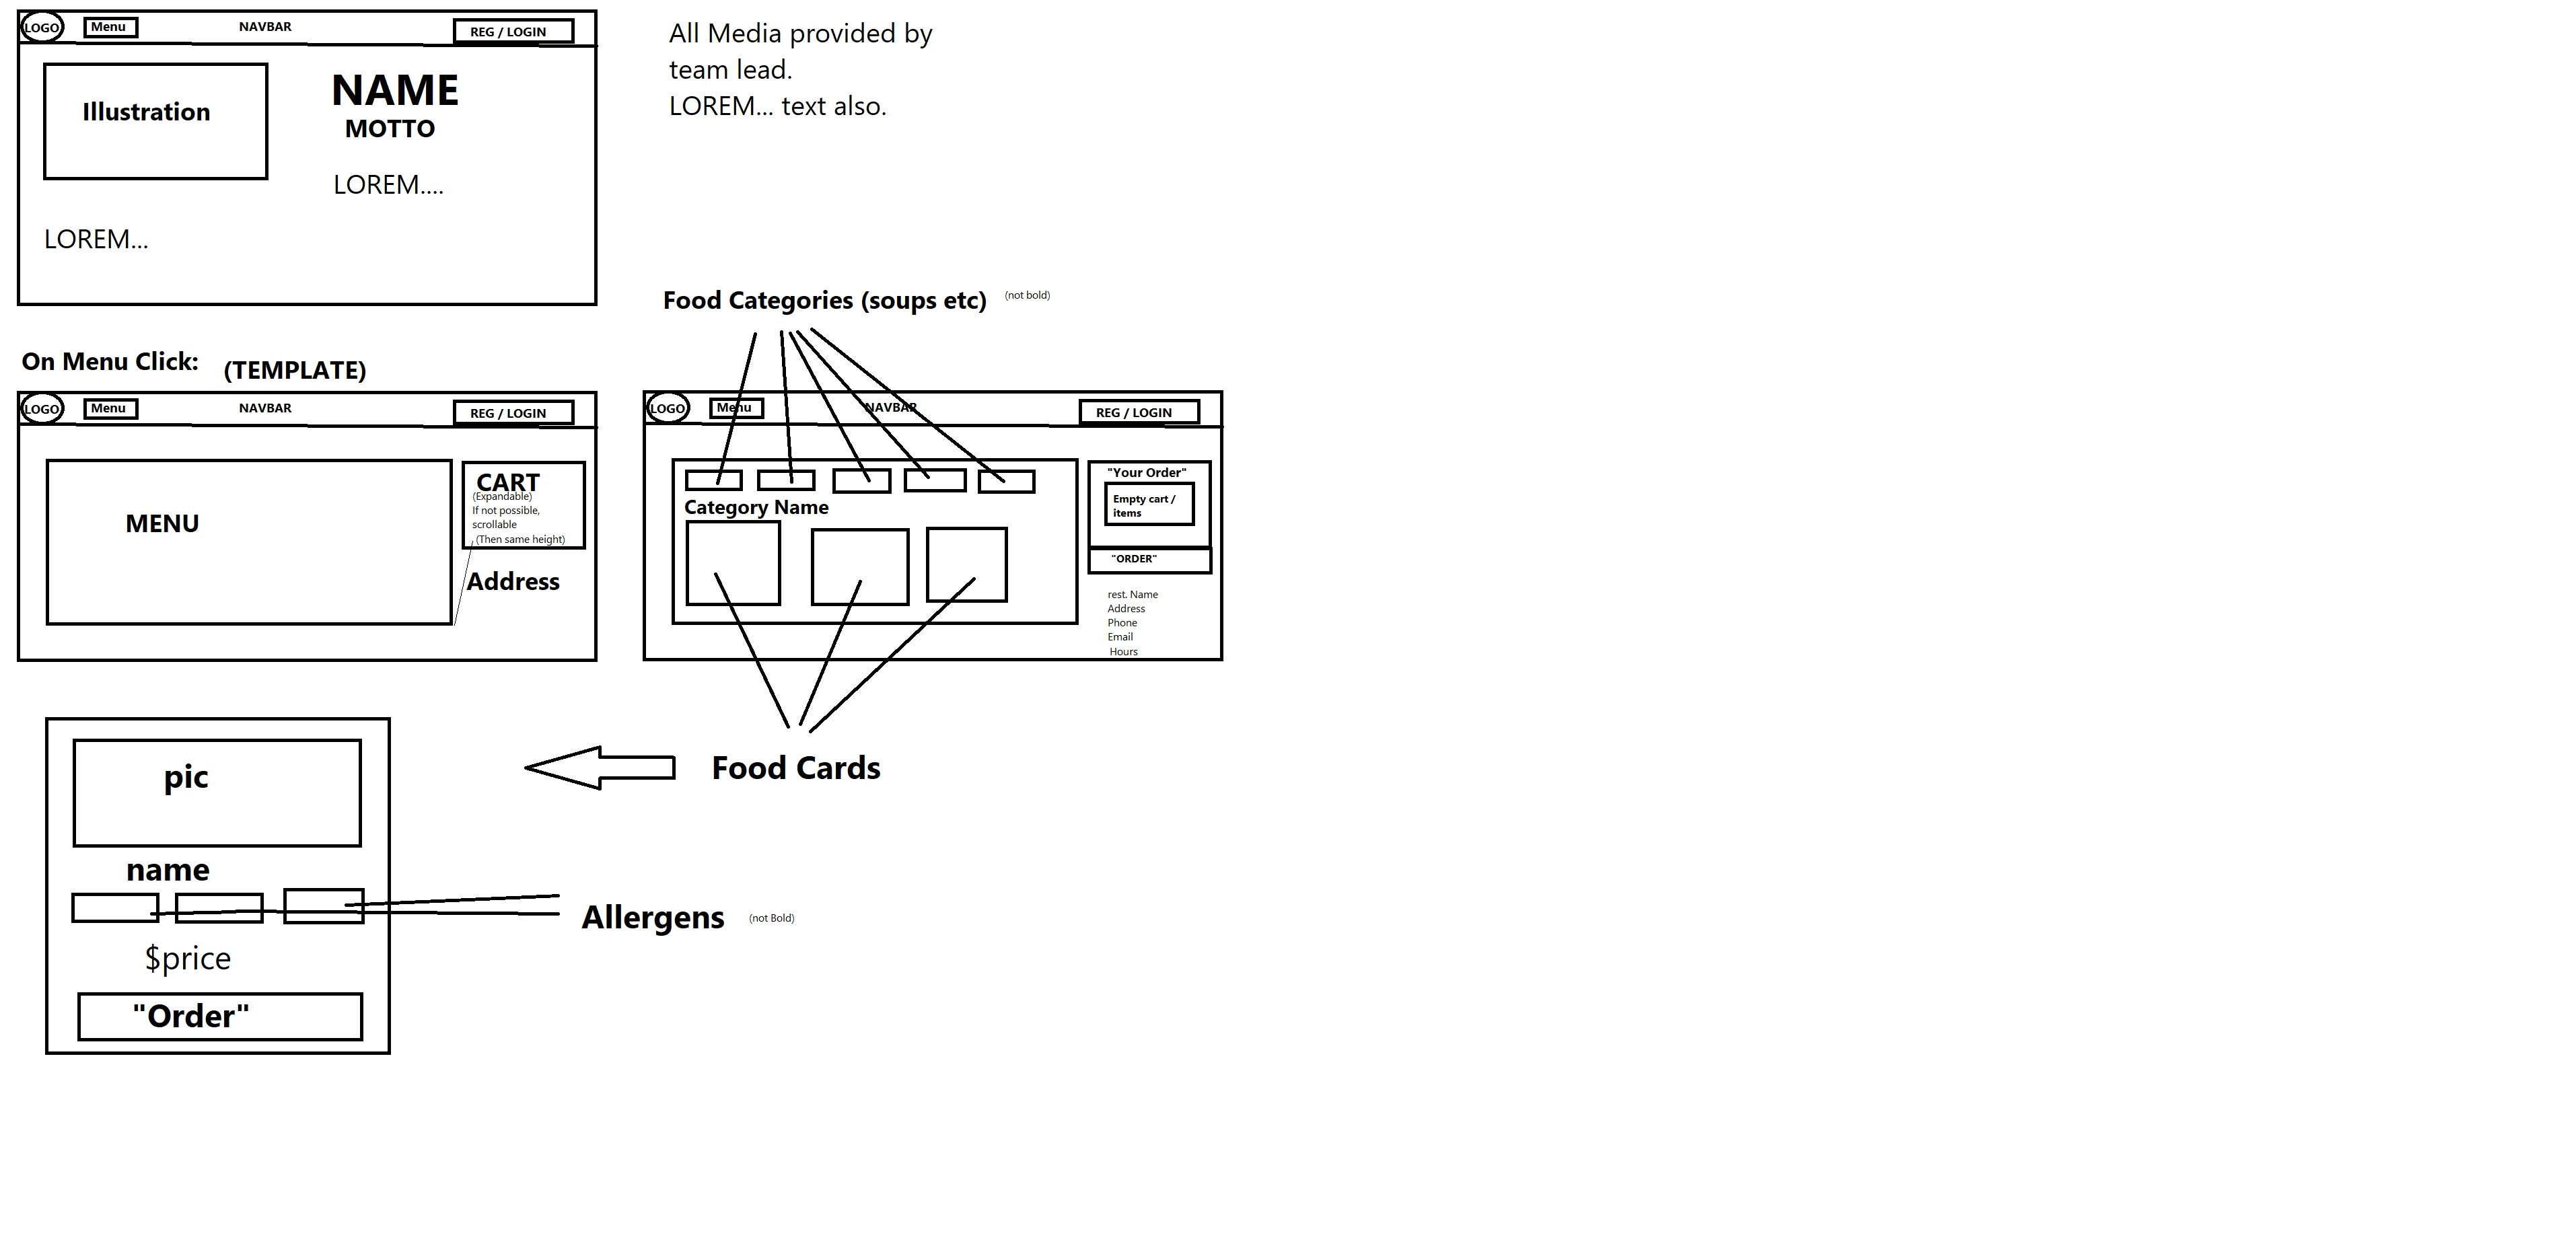 LOGO
Menu
NAVBAR
REG / LOGIN
Illustration
NAME
MOTTO
LOREM....
LOREM...
All Media provided by
team lead.
LOREM... text also.
Food Categories (soups etc)
(not bold)
On Menu Click:
(TEMPLATE)
LOGO
Menu
NAVBAR
REG / LOGIN
MENU
CART
(Expandable)
If not possible,
scrollable
(Then same height)
Address
LOGO
Menu
NAVBAR
REG / LOGIN
Category Name
"Your Order"
Empty cart /
items
"ORDER"
rest. Name
Address
Phone
Email
Hours
Food Cards
pic
name
Allergens
(not Bold)
$price
"Order"